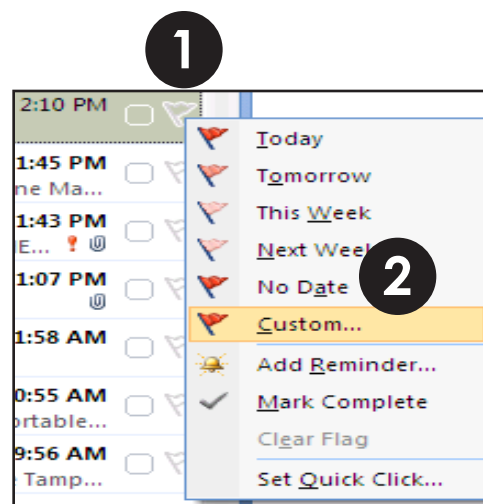 1
2:10 PM
1:45 PM
ne Ma...
1:43 PM
E...
1:07 PM
1:58 AM
0:55 AM
ortable...
9:56 AM
Tamp...
Today
Tomorrow
This Week
Next Week
No Date
2
Custom...
Add Reminder...
Mark Complete
Clear Flag
Set Quick Click...